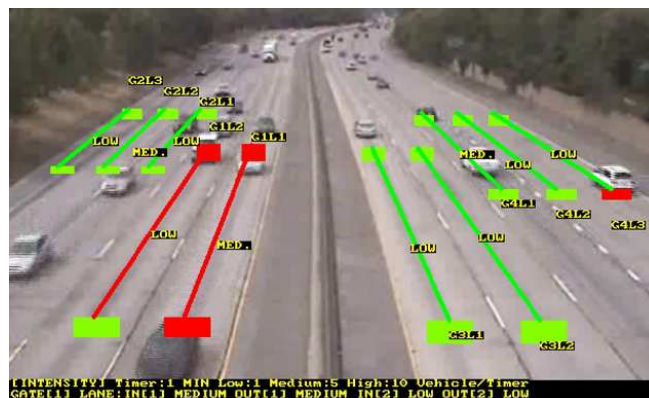 G2L3
G2L2
G2L1
G1L2
G1L1
LOW
MED.
LOW
LOW
MED.
MED.
LOW
LOW
G4L1
G4L2
G4L3
LOW
LOW
G3L1
G3L2
[INTENSITY] Timer:1 MIN Low:1 Medium:5 High:10 Vehicle/Timer
GATE[1] LANE:IN[1] MEDIUM OUT[1] MEDIUM IN[2] LOW OUT[2] LOW